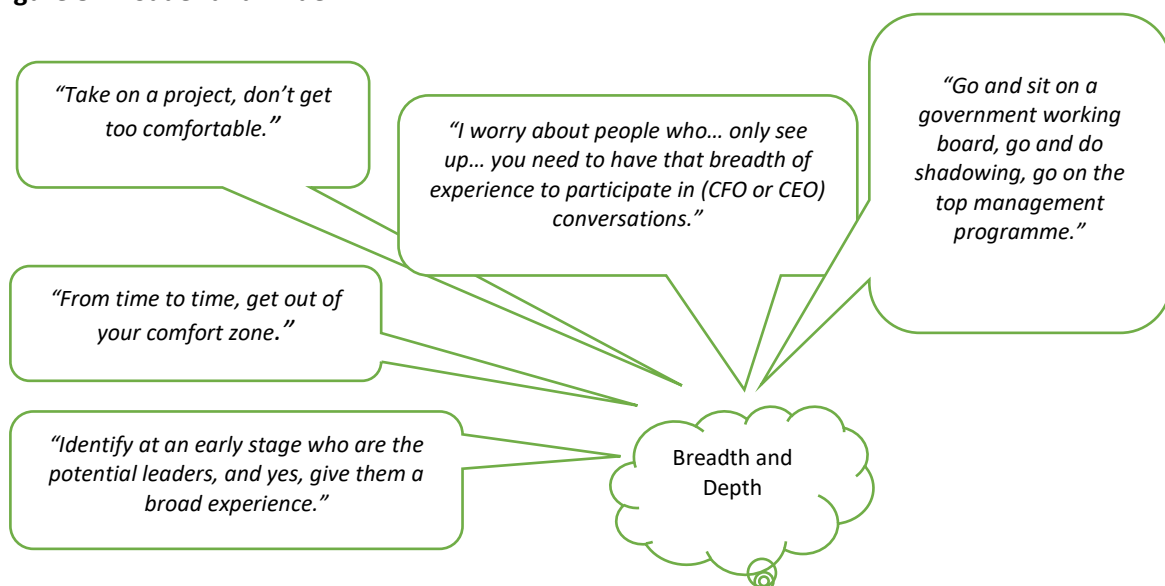 “Take on a project, don’t get
too comfortable.”
“I worry about people who… only see
up… you need to have that breadth of
experience to participate in (CFO or CEO)
conversations.”
“Go and sit on a
government working
board, go and do
shadowing, go on the
top management
programme.”
“From time to time, get out of
your comfort zone.”
“Identify at an early stage who are the
potential leaders, and yes, give them a
broad experience.”
Breadth and
Depth